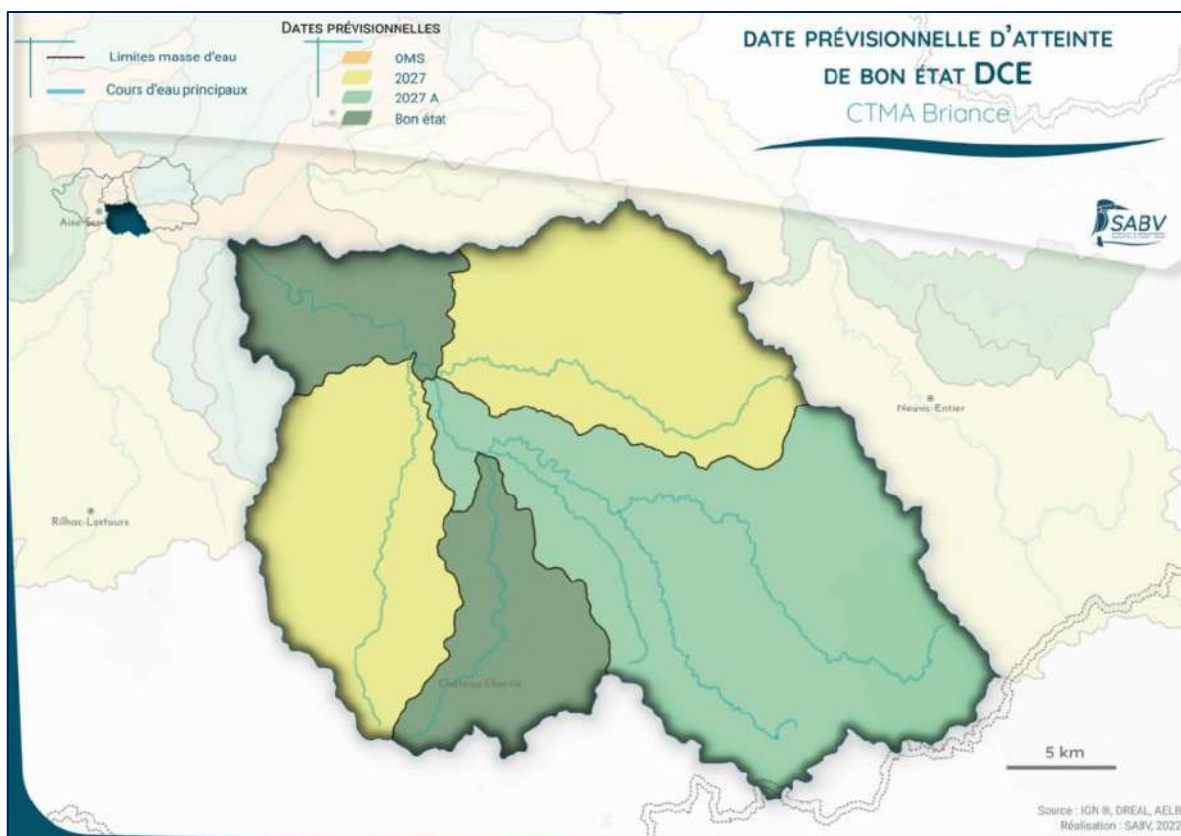 DATES PRÉVISIONNELLES
Limites masse d'eau
Cours d'eau principaux
OMS
2027
2027 A
Bon état
DATE PRÉVISIONNELLE D'ATTEINTE
DE BON ÉTAT DCE
CTMA Briance
SABV
Neuvic-Entier
Rilhac-Lastours
Château-Chervix
5 km
Source : IGN ®, DREAL, AELB
Réalisation : SABV, 2022